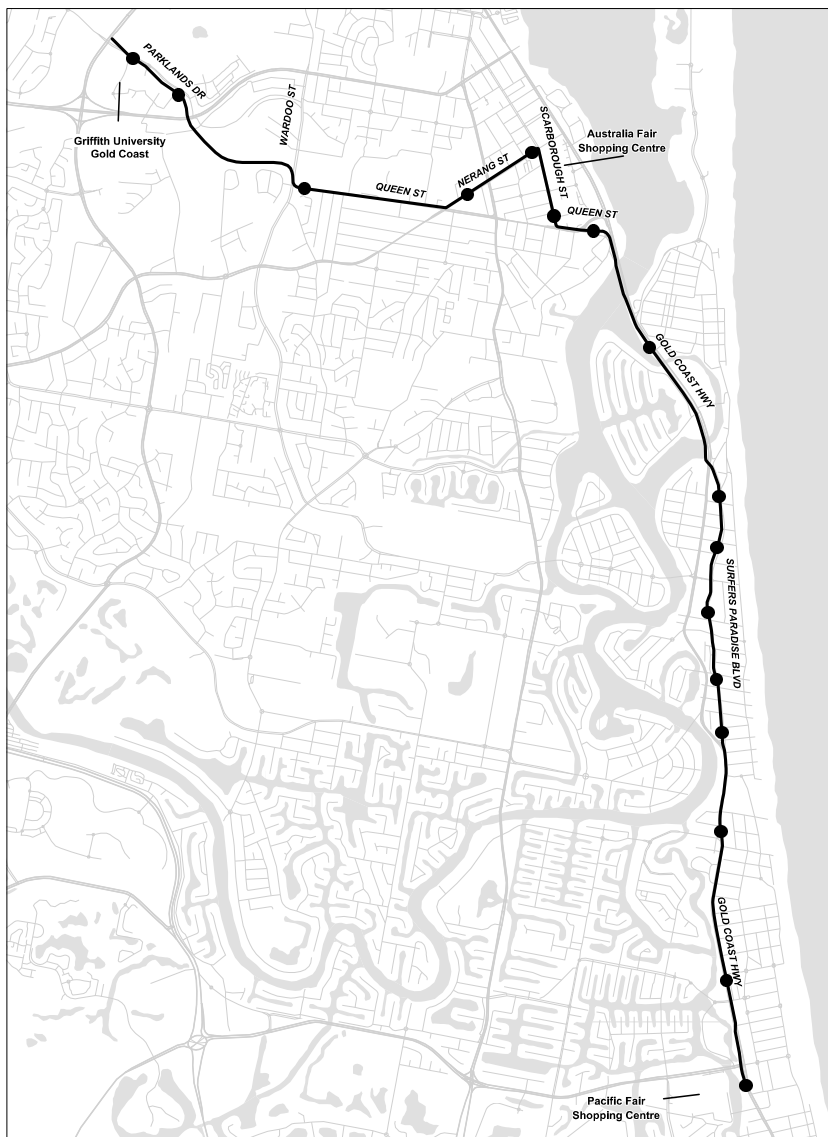 PARKLANDS DR
Griffith University
Gold Coast
WARDOO ST
SCARBOROUGH ST
Australia Fair
Shopping Centre
NERANG ST
QUEEN ST
QUEEN ST
GOLD COAST HWY
SURFERS PARADISE BLVD
GOLD COAST HWY
Pacific Fair
Shopping Centre